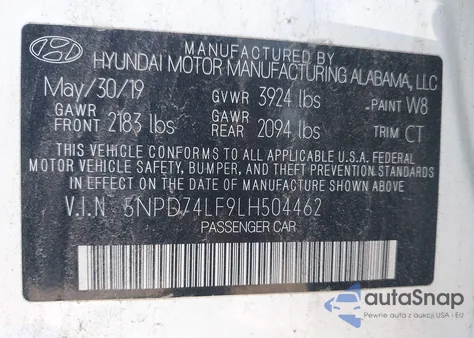 MANUFACTURED BY
HYUNDAI MOTOR MANUFACTURING ALABAMA, LLC
May/30/19 GVWR 3924 lbs PAINT W8
GAWR FRONT 2183 lbs GAWR REAR 2094 lbs TRIM CT
THIS VEHICLE CONFORMS TO ALL APPLICABLE U.S.A. FEDERAL
MOTOR VEHICLE SAFETY, BUMPER, AND THEFT PREVENTION
STANDARDS IN EFFECT ON THE DATE OF MANUFACTURE SHOWN ABOVE
V.I.N 5NPD74LF9LH504462
PASSENGER CAR
autoSnap
Pewne auta z USA i EU